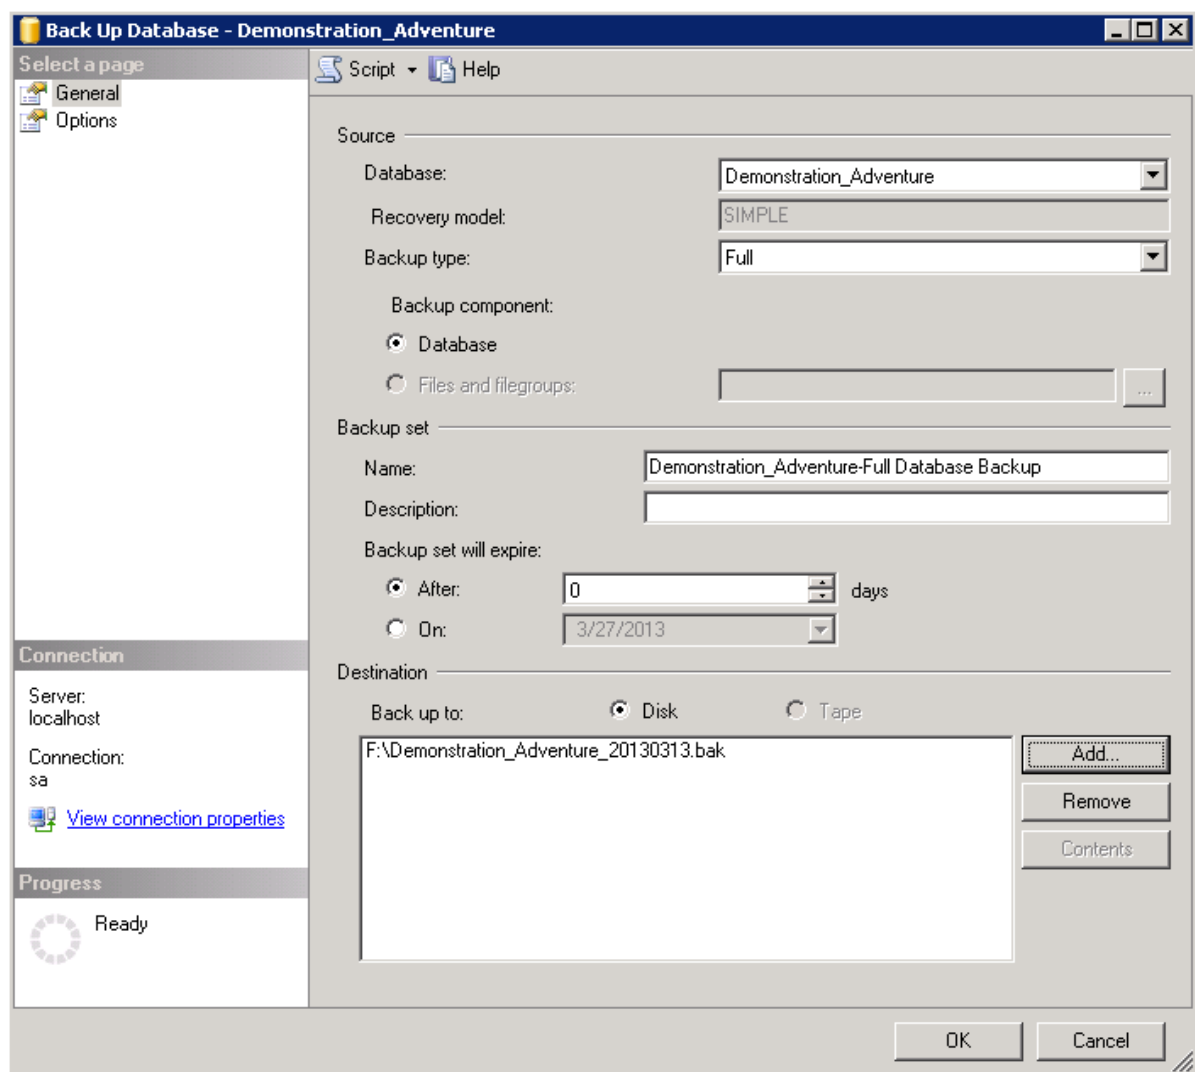 Back Up Database - Demonstration_Adventure
Select a page
General
Options
Script
Help
Source
Database:
Demonstration_Adventure
Recovery model:
SIMPLE
Backup type:
Full
Backup component:
Database
Files and filegroups:
...
Backup set
Name:
Demonstration_Adventure-Full Database Backup
Description:
Backup set will expire:
After:
0
days
On:
3/27/2013
Destination
Back up to:
Disk
Tape
F:\Demonstration_Adventure_20130313.bak
Add...
Remove
Contents
Connection
Server:
localhost
Connection:
sa
View connection properties
Progress
Ready
OK
Cancel